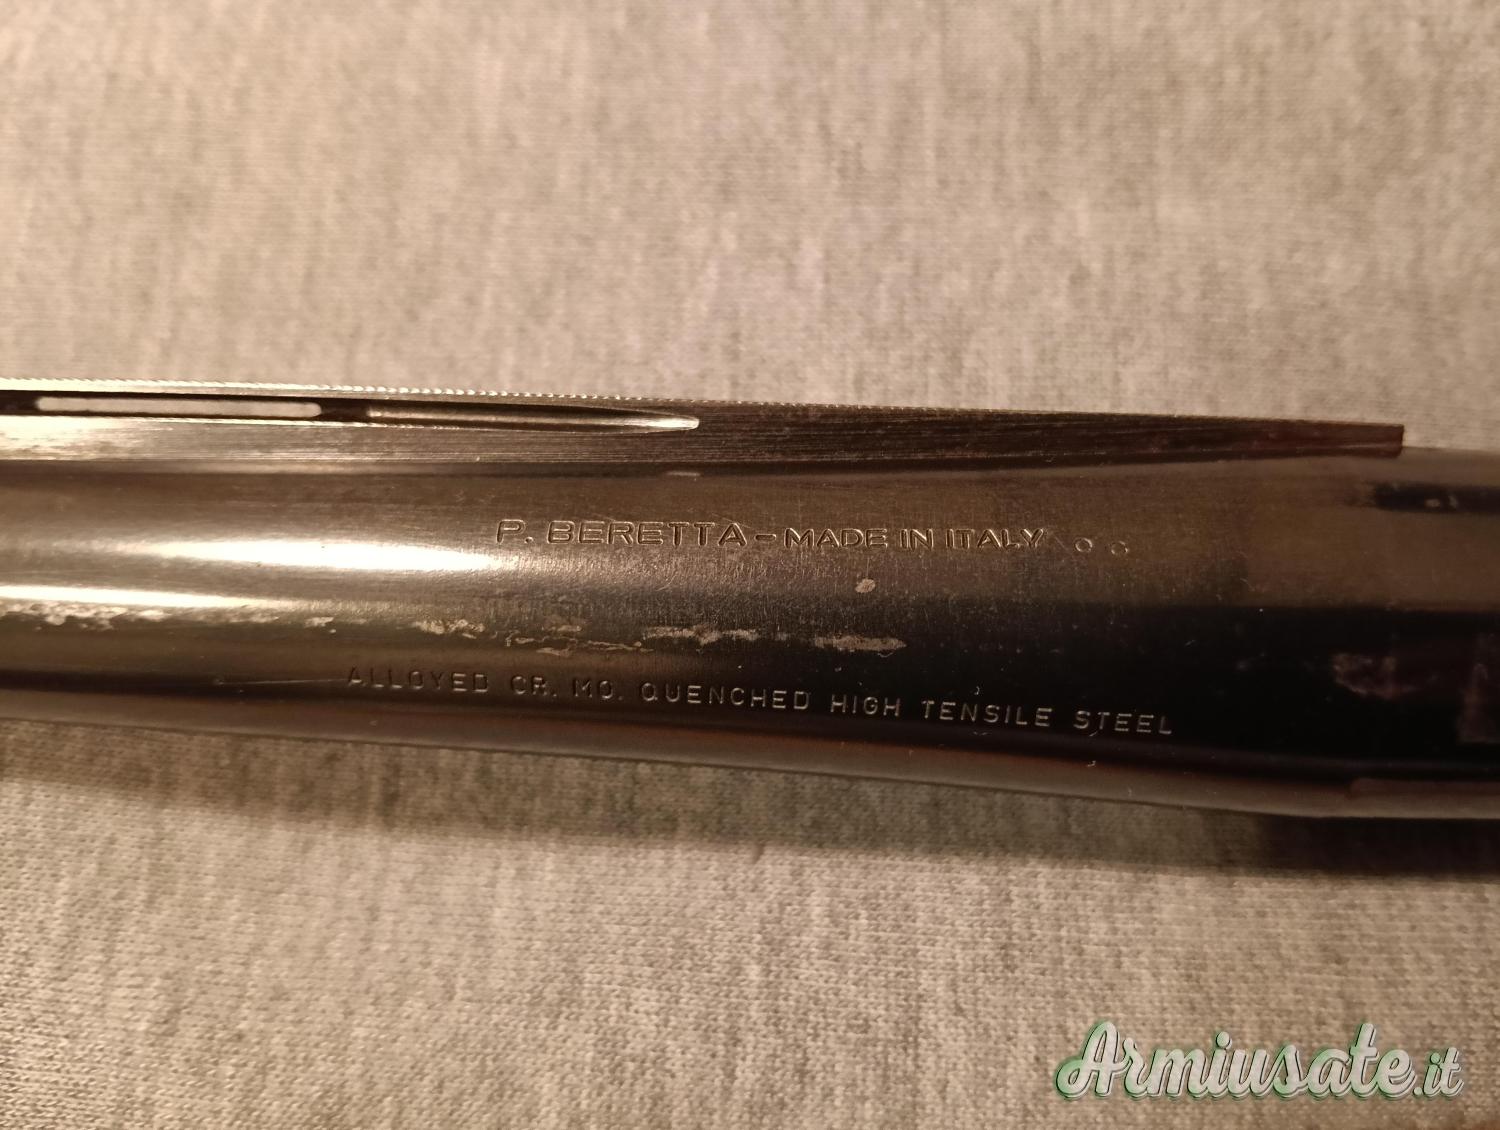 P. BERETTA - MADE IN ITALY
ALLOYED CR. MO. QUENCHED HIGH TENSILE STEEL
Armiusate.it